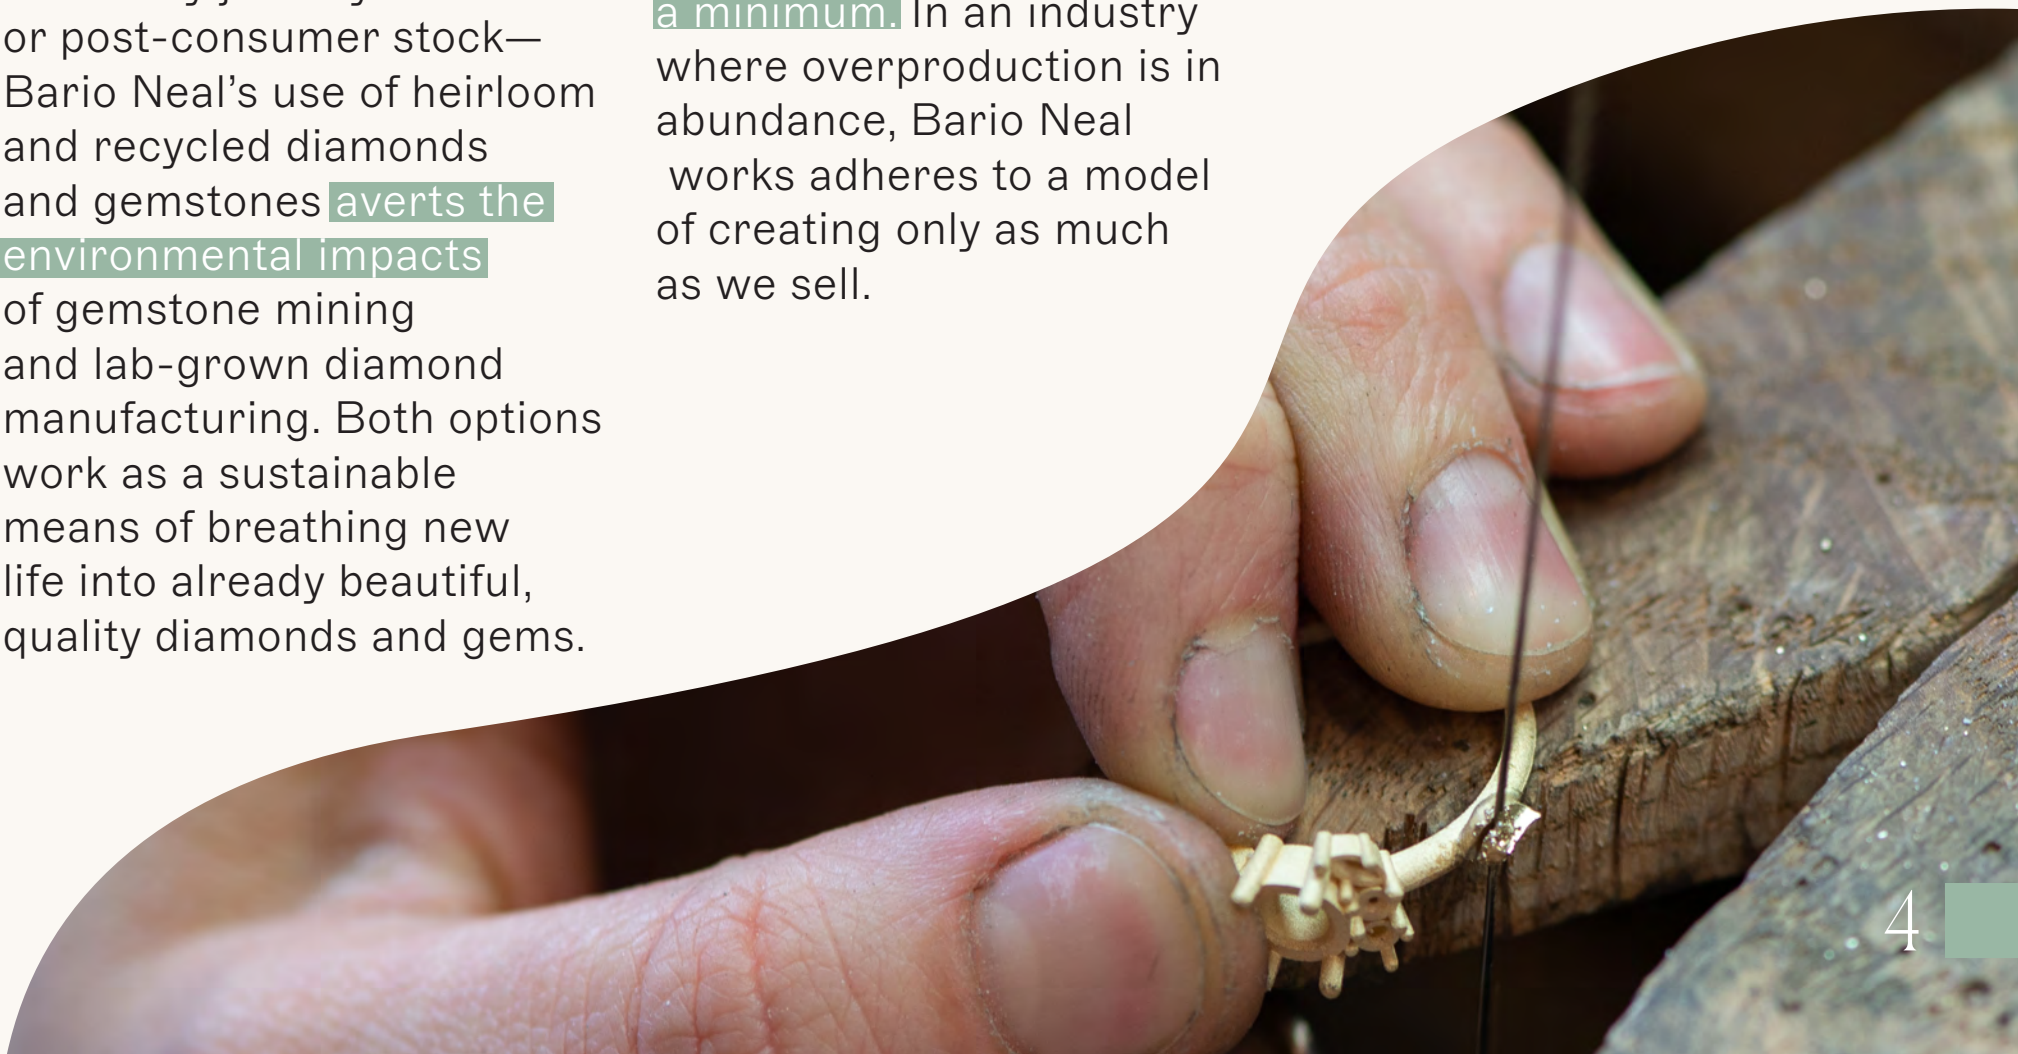 or post-consumer stock—
Bario Neal’s use of heirloom
and recycled diamonds
and gemstones averts the
environmental impacts
of gemstone mining
and lab-grown diamond
manufacturing. Both options
work as a sustainable
means of breathing new
life into already beautiful,
quality diamonds and gems.
a minimum. In an industry
where overproduction is in
abundance, Bario Neal
works adheres to a model
of creating only as much
as we sell.
4